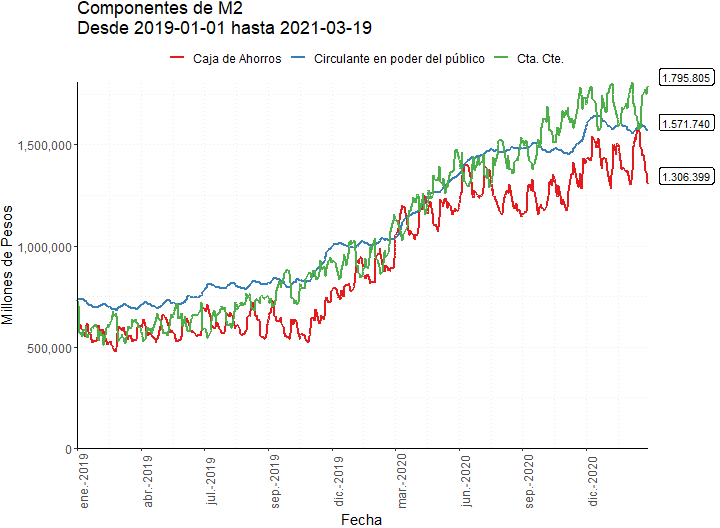 Componentes de M2
Desde 2019-01-01 hasta 2021-03-19
Caja de Ahorros Circulante en poder del público Cta. Cte.
1.795.805
1.571.740
1.306.399
Millones de Pesos
1,500,000
1,000,000
500,000
0
ene.-2019
abr.-2019
jul.-2019
sep.-2019
dic.-2019
mar.-2020
jun.-2020
sep.-2020
dic.-2020
Fecha